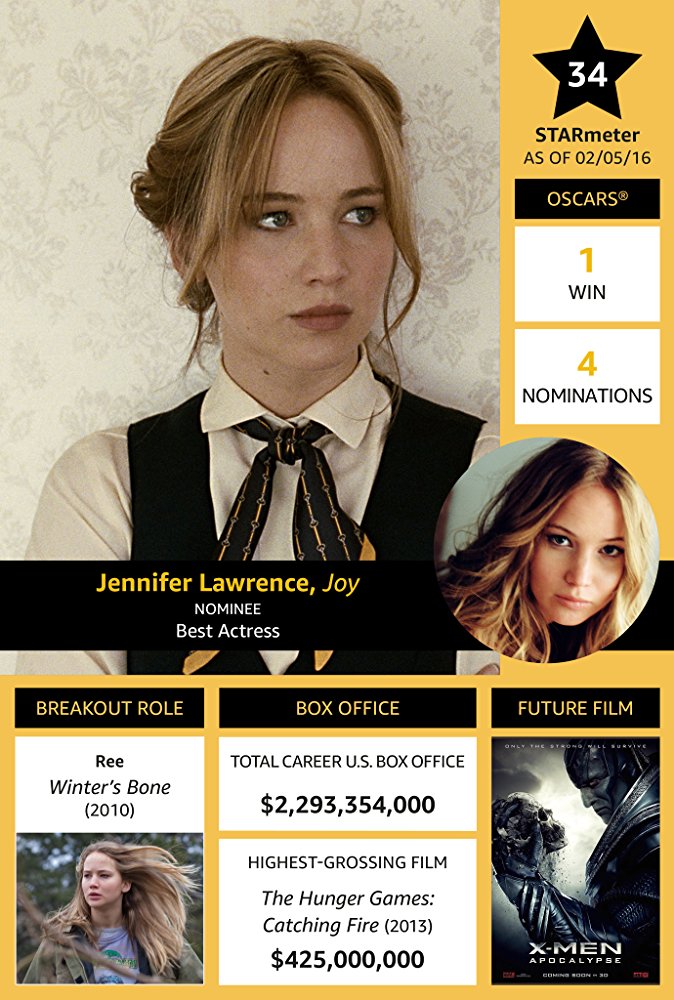 34
STARmeter
AS OF 02/05/16
OSCARS®
1
WIN
4
NOMINATIONS
Jennifer Lawrence, Joy
NOMINEE
Best Actress
BREAKOUT ROLE
Ree
Winter's Bone
(2010)
BOX OFFICE
TOTAL CAREER U.S. BOX OFFICE
$2,293,354,000
HIGHEST-GROSSING FILM
The Hunger Games:
Catching Fire (2013)
$425,000,000
FUTURE FILM
ONLY THE STRONG WILL SURVIVE
X-MEN
APOCALYPSE
COMING SOON IN 3D